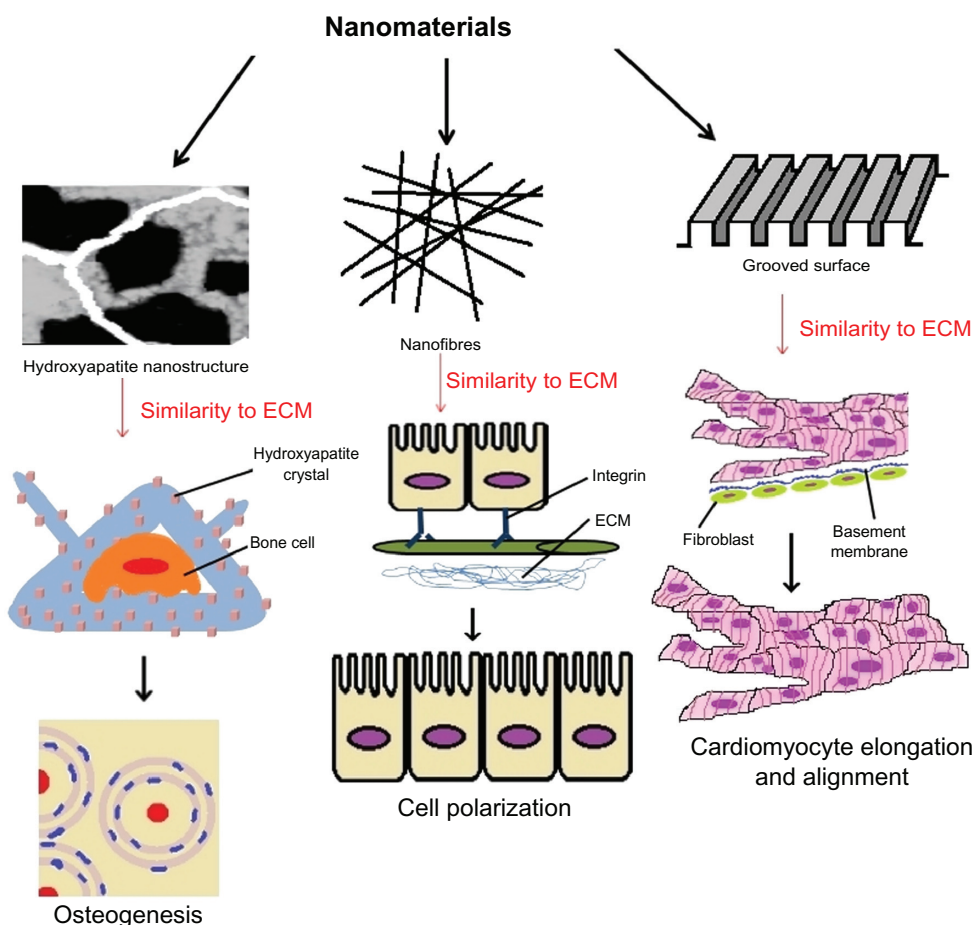 Nanomaterials
Hydroxyapatite nanostructure
Similarity to ECM
Hydroxyapatite
crystal
Bone cell
Osteogenesis
Nanofibres
Similarity to ECM
Integrin
ECM
Cell polarization
Grooved surface
Similarity to ECM
Fibroblast
Basement
membrane
Cardiomyocyte elongation
and alignment